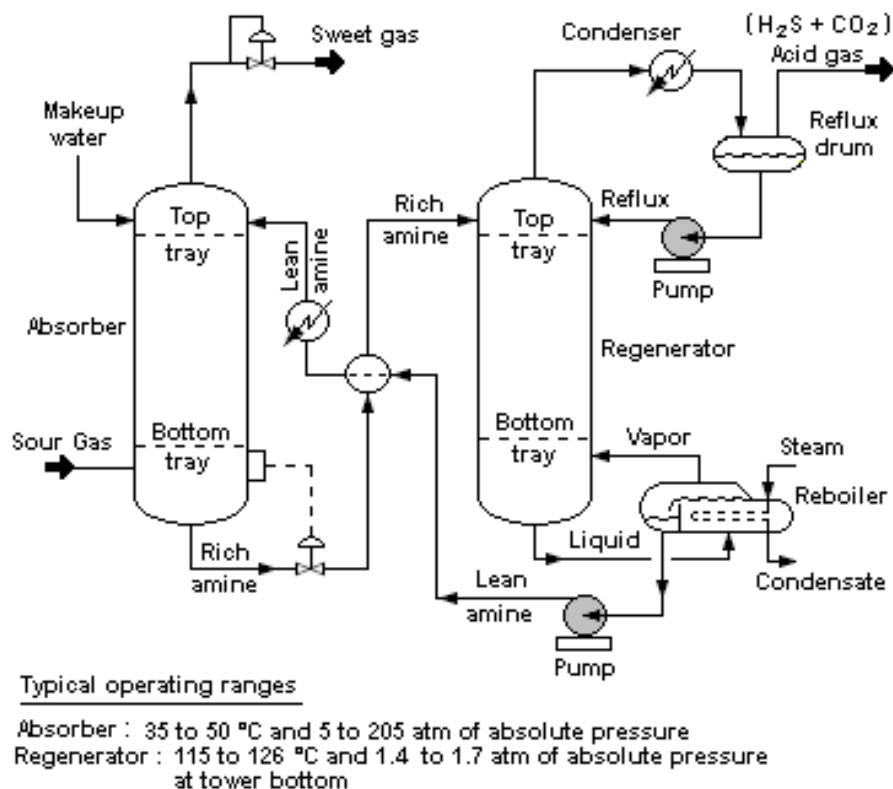 Sweet gas
Makeup
water
Top
tray
Lean
amine
Absorber
Bottom
tray
Sour Gas
Rich
amine
Rich
amine
Condenser
(H₂S + CO₂)
Acid gas
Reflux
drum
Top
tray
Reflux
Pump
Regenerator
Bottom
tray
Vapor
Steam
Reboiler
Liquid
Condensate
Lean
amine
Pump
Typical operating ranges
Absorber : 35 to 50 °C and 5 to 205 atm of absolute pressure
Regenerator : 115 to 126 °C and 1.4 to 1.7 atm of absolute pressure
at tower bottom